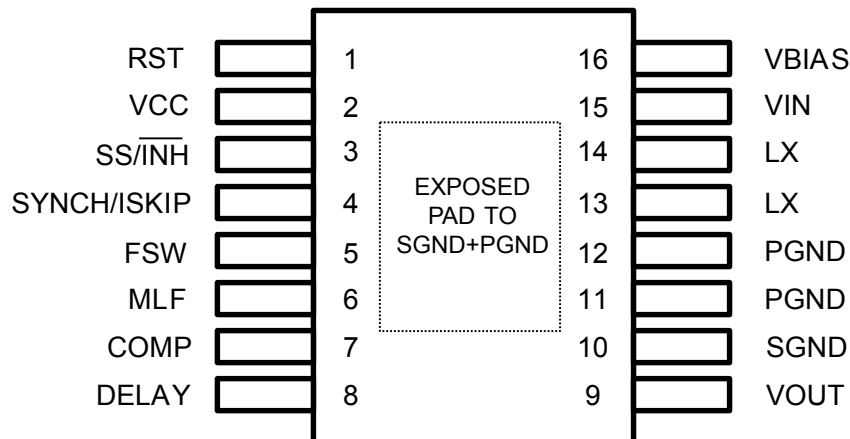 RST 1 16 VBIAS
VCC 2 15 VIN
SS/I̅N̅H̅ 3 14 LX
SYNCH/ISKIP 4 13 LX
FSW 5 12 PGND
MLF 6 11 PGND
COMP 7 10 SGND
DELAY 8 9 VOUT
EXPOSED
PAD TO
SGND+PGND